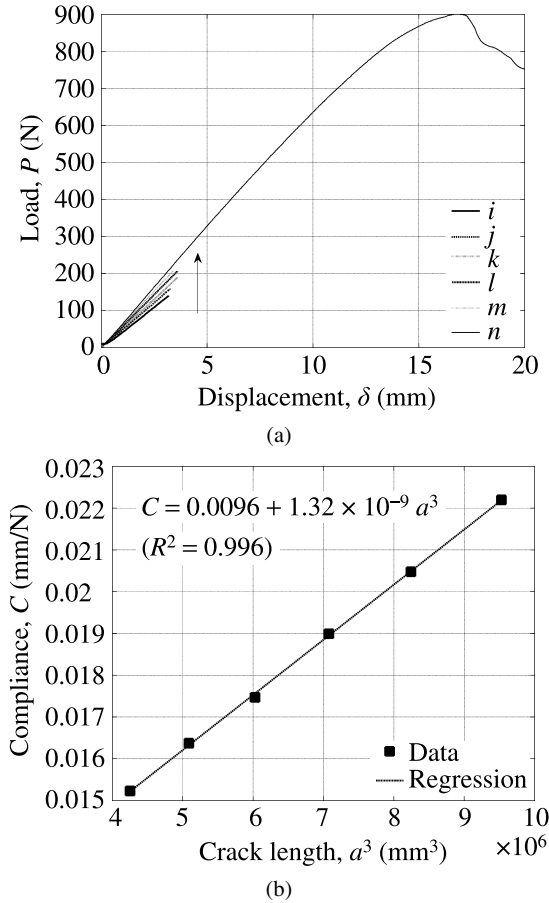 900
800
700
600
500
400
300
200
100
0
Load, P (N)
i
j
k
l
m
n
0 5 10 15 20
Displacement, δ (mm)
(a)
0.023
0.022
0.021
0.02
0.019
0.018
0.017
0.016
0.015
Compliance, C (mm/N)
C = 0.0096 + 1.32 × 10⁻⁹ a³
(R² = 0.996)
Data
Regression
4 5 6 7 8 9 10
×10⁶
Crack length, a³ (mm³)
(b)